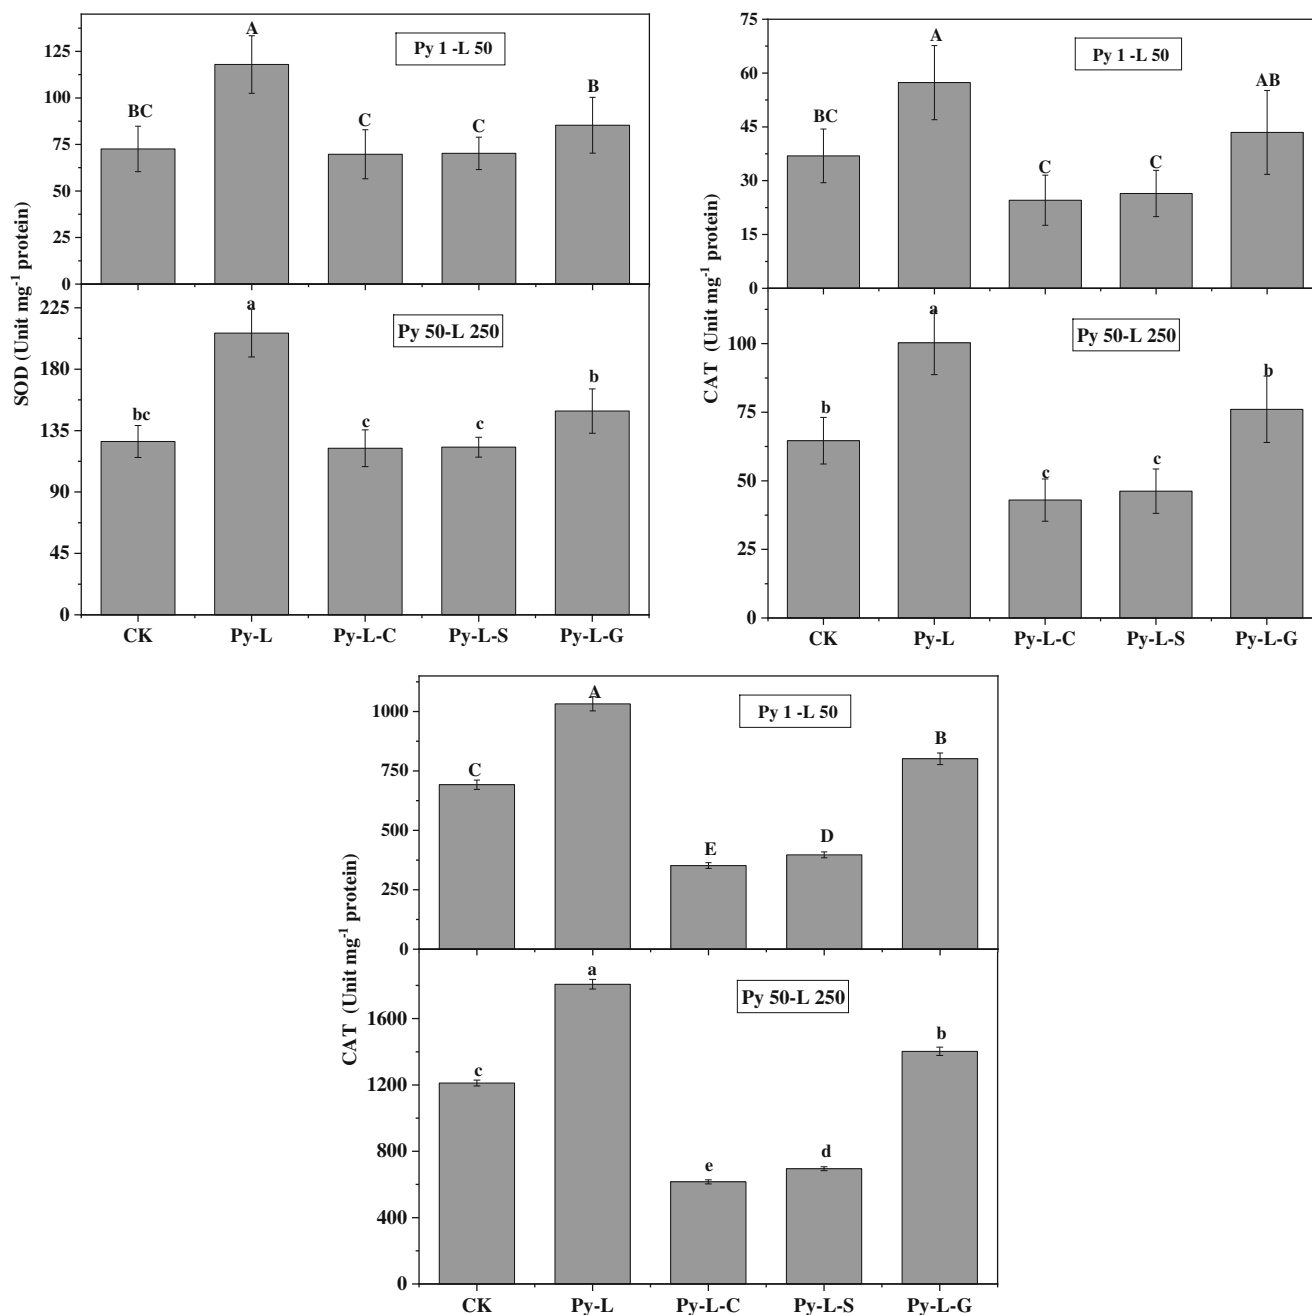 SOD (Unit mg⁻¹ protein)
Py 1 -L 50
125
100
75
50
25
0
BC
A
C
C
B
Py 50-L 250
225
180
135
90
45
0
bc
a
c
c
b
CK Py-L Py-L-C Py-L-S Py-L-G
CAT (Unit mg⁻¹ protein)
Py 1 -L 50
75
60
45
30
15
0
BC
A
C
C
AB
Py 50-L 250
100
75
50
25
0
b
a
c
c
b
CK Py-L Py-L-C Py-L-S Py-L-G
CAT (Unit mg⁻¹ protein)
Py 1 -L 50
1000
750
500
250
0
C
A
E
D
B
Py 50-L 250
1600
1200
800
400
0
c
a
e
d
b
CK Py-L Py-L-C Py-L-S Py-L-G